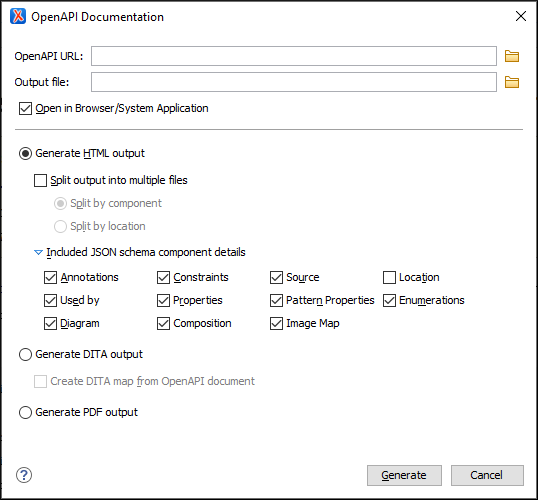 OpenAPI Documentation
OpenAPI URL:
Output file:
Open in Browser/System Application
Generate HTML output
Split output into multiple files
Split by component
Split by location
Included JSON schema component details
Annotations Constraints Source Location
Used by Properties Pattern Properties Enumerations
Diagram Composition Image Map
Generate DITA output
Create DITA map from OpenAPI document
Generate PDF output
? Generate Cancel